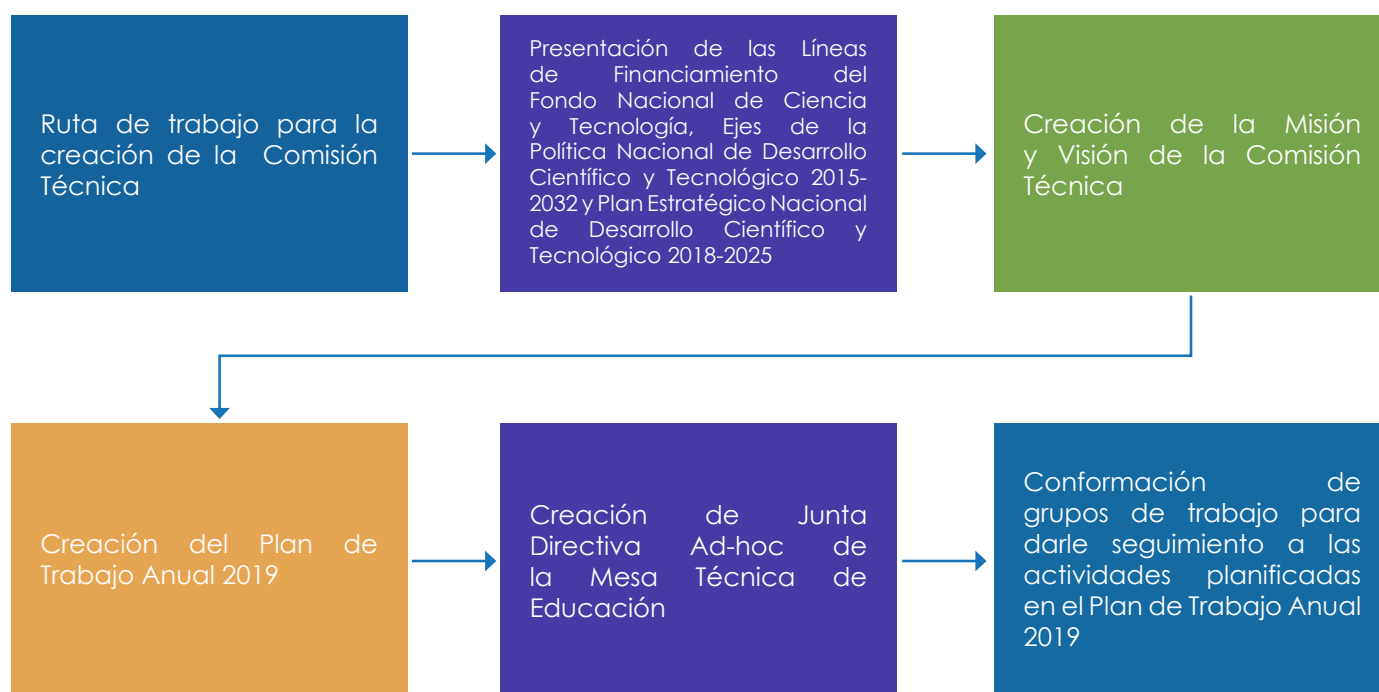 Ruta de trabajo para la
creación de la Comisión
Técnica
Presentación de las Líneas
de Financiamiento del
Fondo Nacional de Ciencia
y Tecnología, Ejes de la
Política Nacional de Desarrollo
Científico y Tecnológico 2015-
2032 y Plan Estratégico Nacional
de Desarrollo Científico y
Tecnológico 2018-2025
Creación de la Misión
y Visión de la Comisión
Técnica
Creación del Plan de
Trabajo Anual 2019
Creación de Junta
Directiva Ad-hoc de
la Mesa Técnica de
Educación
Conformación de
grupos de trabajo para
darle seguimiento a las
actividades planificadas
en el Plan de Trabajo Anual
2019